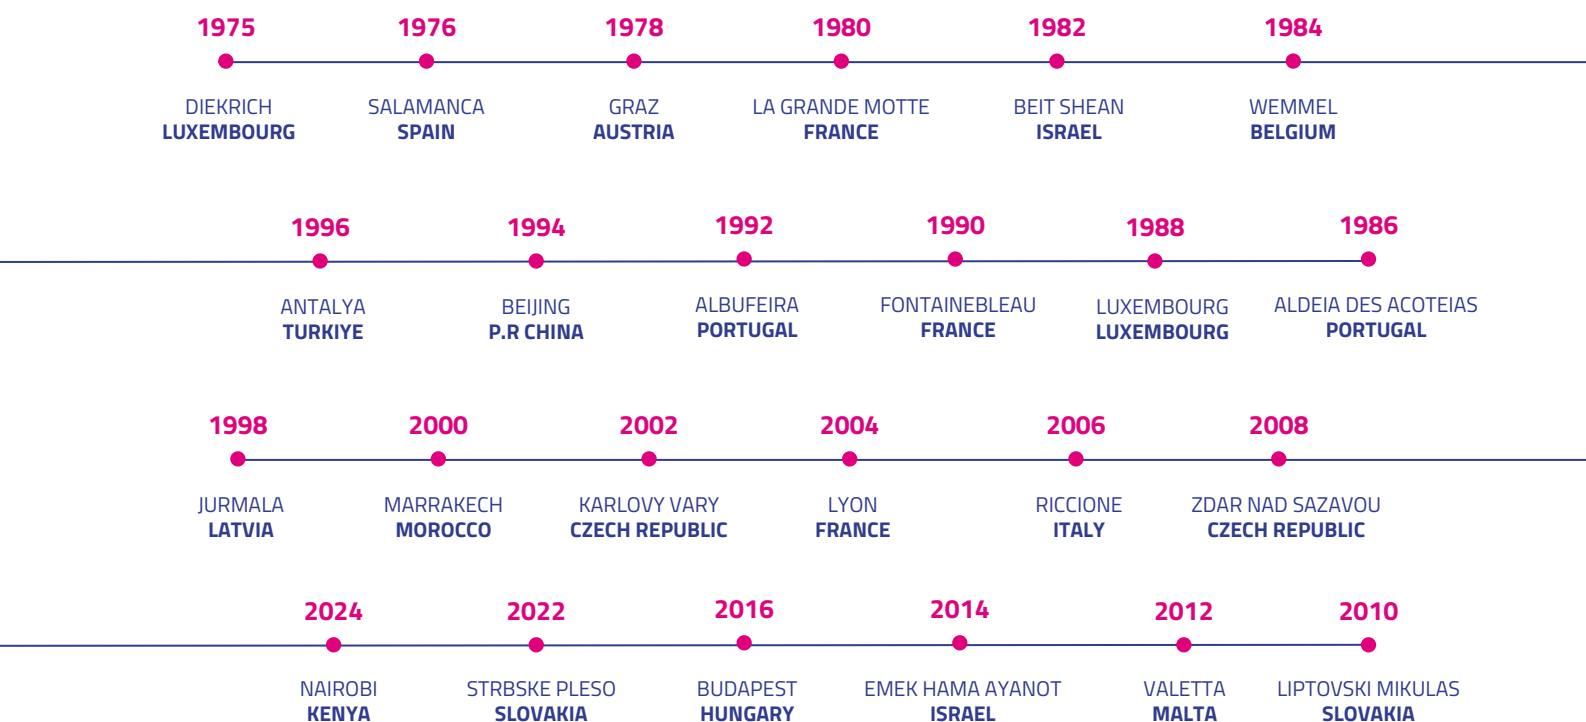 1975 1976 1978 1980 1982 1984
DIEKRICH SALAMANCA GRAZ LA GRANDE MOTTE BEIT SHEAN WEMMEL
LUXEMBOURG SPAIN AUSTRIA FRANCE ISRAEL BELGIUM
1996 1994 1992 1990 1988 1986
ANTALYA BEIJING ALBUFEIRA FONTAINEBLEAU LUXEMBOURG ALDEIA DES ACOTEIAS
TURKIYE P.R CHINA PORTUGAL FRANCE LUXEMBOURG PORTUGAL
1998 2000 2002 2004 2006 2008
JURMALA MARRAKECH KARLOVY VARY LYON RICCIONE ZDAR NAD SAZAVOU
LATVIA MOROCCO CZECH REPUBLIC FRANCE ITALY CZECH REPUBLIC
2024 2022 2016 2014 2012 2010
NAIROBI STRBSKE PLESO BUDAPEST EMEK HAMA AYANOT VALETTA LIPTOVSKI MIKULAS
KENYA SLOVAKIA HUNGARY ISRAEL MALTA SLOVAKIA